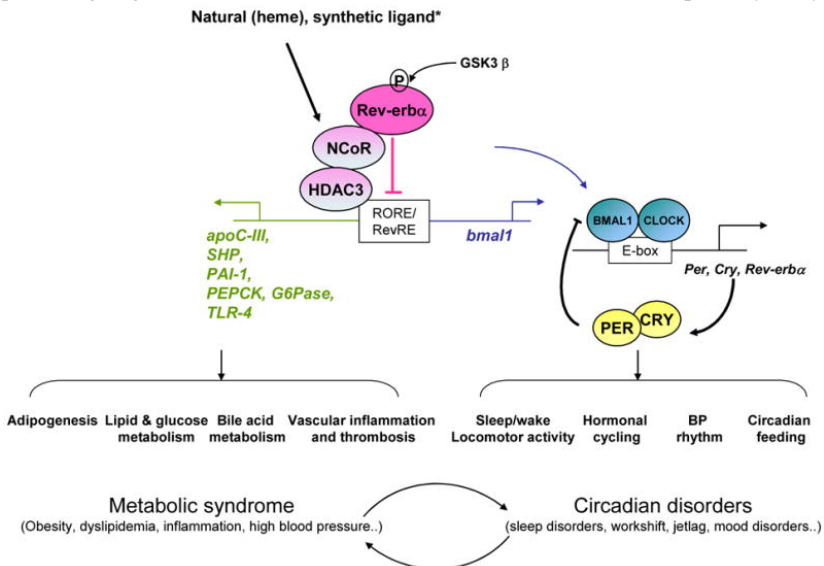 Natural (heme), synthetic ligand*
GSK3 β
P
Rev-erbα
NCoR
HDAC3
RORE/
RevRE
bmal1
apoC-III,
SHP,
PAI-1,
PEPCK, G6Pase,
TLR-4
BMAL1
CLOCK
E-box
Per, Cry, Rev-erbα
PER
CRY
Adipogenesis
Lipid & glucose
metabolism
Bile acid
metabolism
Vascular inflammation
and thrombosis
Sleep/wake
Locomotor activity
Hormonal
cycling
BP
rhythm
Circadian
feeding
Metabolic syndrome
(Obesity, dyslipidemia, inflammation, high blood pressure..)
Circadian disorders
(sleep disorders, workshift, jetlag, mood disorders..)